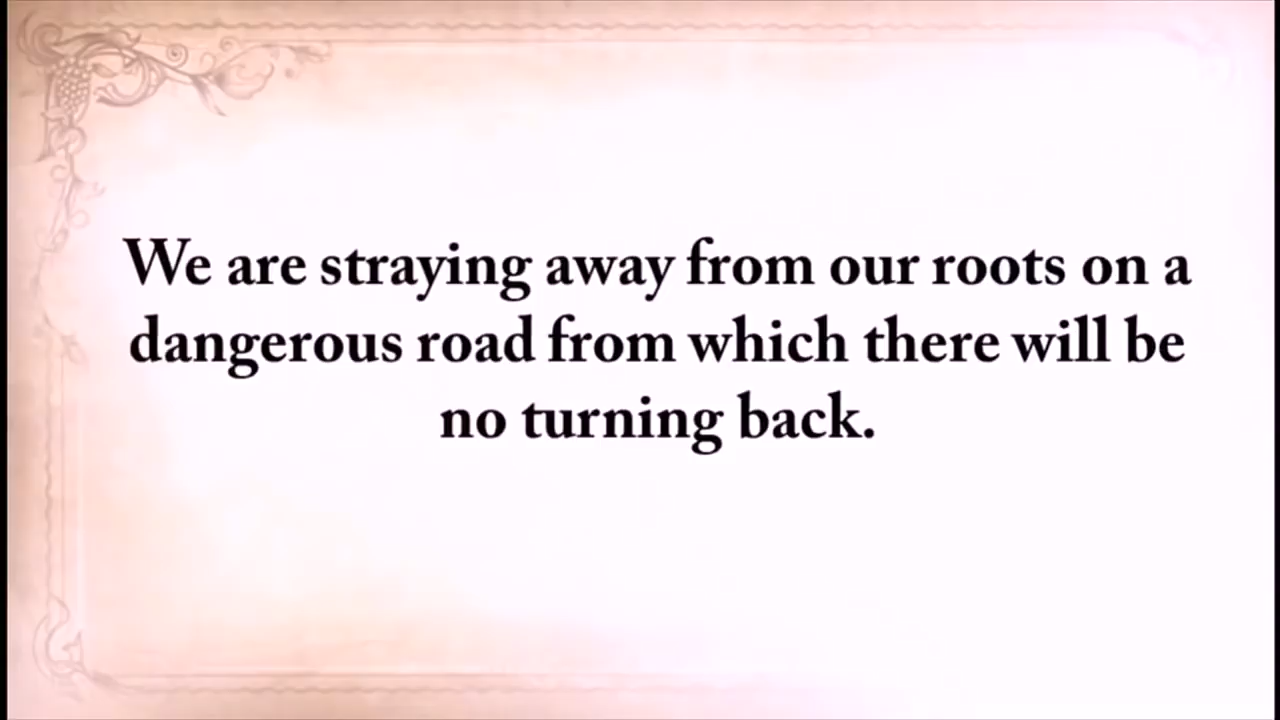 We are straying away from our roots on a
dangerous road from which there will be
no turning back.